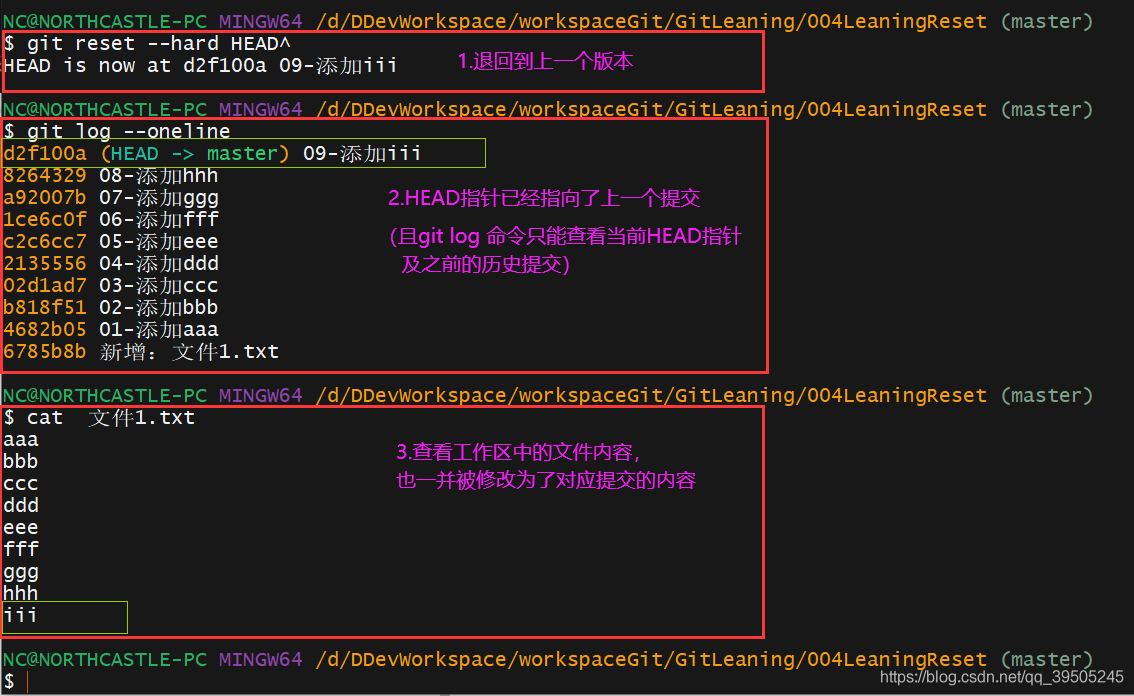 NC@NORTHCASTLE-PC MINGW64 /d/DDevWorkspace/workspaceGit/GitLeaning/004LeaningReset (master)
$ git reset --hard HEAD^
HEAD is now at d2f100a 09-添加iii
1.退回到上一个版本
NC@NORTHCASTLE-PC MINGW64 /d/DDevWorkspace/workspaceGit/GitLeaning/004LeaningReset (master)
$ git log --oneline
d2f100a (HEAD -> master) 09-添加iii
8264329 08-添加hhh
a92007b 07-添加ggg
1ce6c0f 06-添加fff
c2c6cc7 05-添加eee
2135556 04-添加ddd
02d1ad7 03-添加ccc
b818f51 02-添加bbb
4682b05 01-添加aaa
6785b8b 新增：文件1.txt
2.HEAD指针已经指向了上一个提交
(且git log 命令只能查看当前HEAD指针
及之前的历史提交)
NC@NORTHCASTLE-PC MINGW64 /d/DDevWorkspace/workspaceGit/GitLeaning/004LeaningReset (master)
$ cat 文件1.txt
aaa
bbb
ccc
ddd
eee
fff
ggg
hhh
iii
3.查看工作区中的文件内容，
也一并被修改为了对应提交的内容
NC@NORTHCASTLE-PC MINGW64 /d/DDevWorkspace/workspaceGit/GitLeaning/004LeaningReset (master)
$
https://blog.csdn.net/qq_39505245